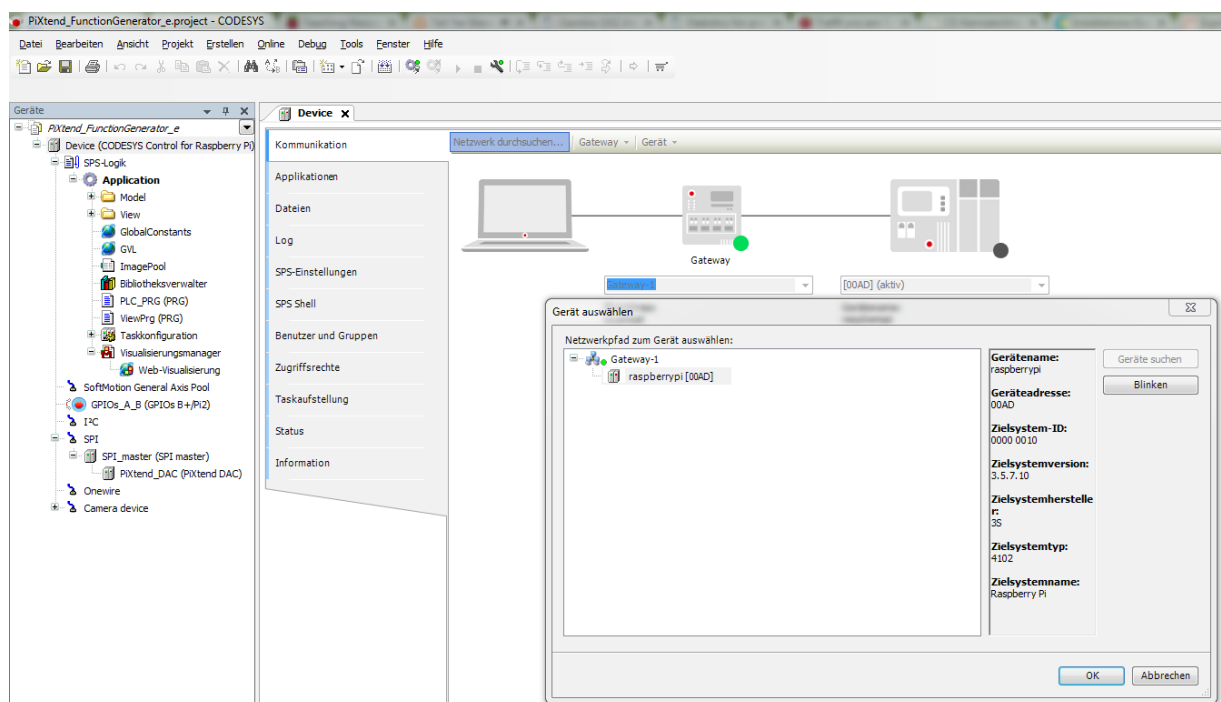 PiXtend_FunctionGenerator_e.project - CODESYS
Datei Bearbeiten Ansicht Projekt Erstellen Online Debug Tools Fenster Hilfe
Geräte
PiXtend_FunctionGenerator_e
Device (CODESYS Control for Raspberry Pi)
SPS-Logik
Application
Model
View
GlobalConstants
GVL
ImagePool
Bibliotheksverwalter
PLC_PRG (PRG)
ViewPrg (PRG)
Taskkonfiguration
Visualisierungsmanager
Web-Visualisierung
SoftMotion General Axis Pool
GPIOs_A_B (GPIOs B+/Pi2)
I²C
SPI
SPI_master (SPI master)
PiXtend_DAC (PiXtend DAC)
Onewire
Camera device
Device
Kommunikation
Applikationen
Dateien
Log
SPS-Einstellungen
SPS Shell
Benutzer und Gruppen
Zugriffsrechte
Taskaufstellung
Status
Information
Netzwerk durchsuchen... Gateway Gerät
Gateway
Gateway-1
[00AD] (aktiv)
Gerät auswählen
Netzwerkpfad zum Gerät auswählen:
Gateway-1
raspberrypi [00AD]
Gerätename:
raspberrypi
Geräteadresse:
00AD
Zielsystem-ID:
0000 0010
Zielsystemversion:
3.5.7.10
Zielsystemherstelle
r:
3S
Zielsystemtyp:
4102
Zielsystemname:
Raspberry Pi
Geräte suchen
Blinken
OK Abbrechen